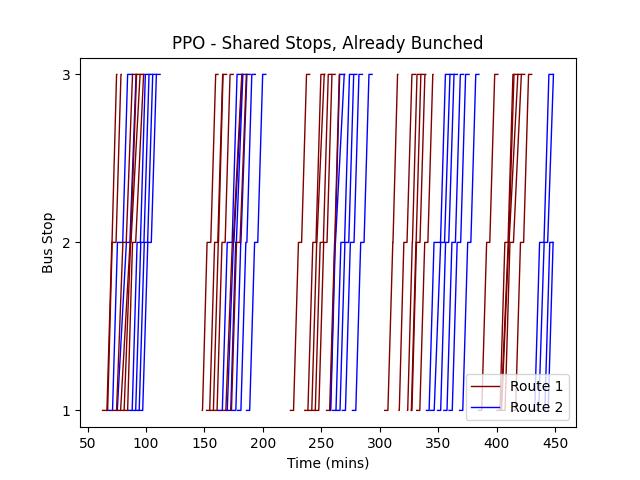 PPO - Shared Stops, Already Bunched
3
2
1
Bus Stop
50 100 150 200 250 300 350 400 450
Time (mins)
Route 1
Route 2